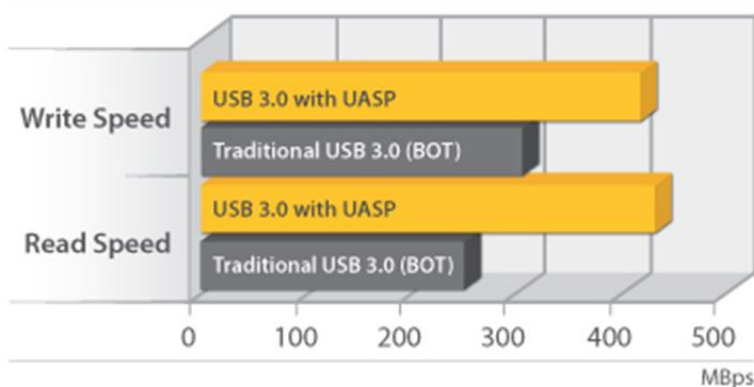 Write Speed
USB 3.0 with UASP
Traditional USB 3.0 (BOT)
Read Speed
USB 3.0 with UASP
Traditional USB 3.0 (BOT)
0 100 200 300 400 500
MBps